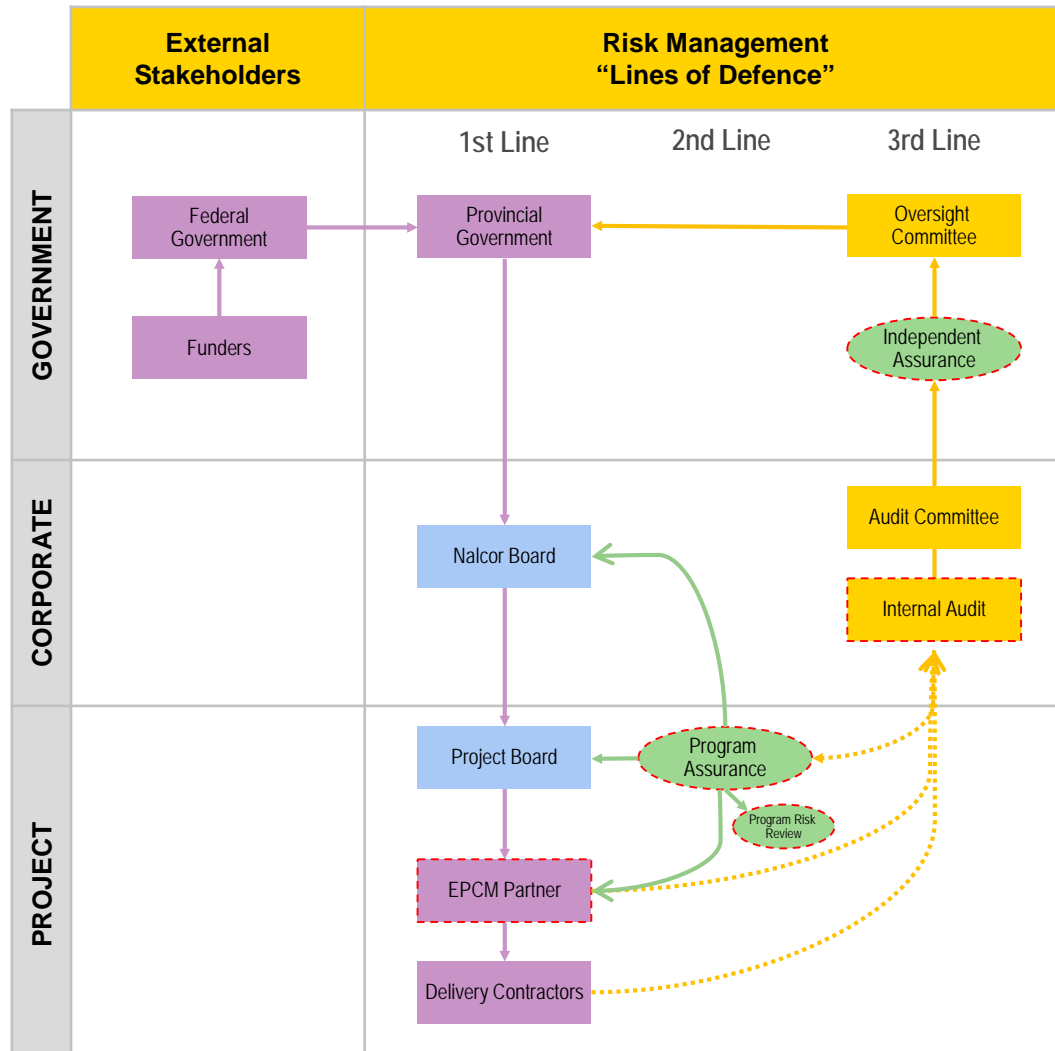 External
Stakeholders
Risk Management
“Lines of Defence”
GOVERNMENT
1st Line
2nd Line
3rd Line
Federal
Government
Provincial
Government
Oversight
Committee
Funders
Independent
Assurance
CORPORATE
Nalcor Board
Audit Committee
Internal Audit
PROJECT
Project Board
Program
Assurance
Program Risk
Review
EPCM Partner
Delivery Contractors